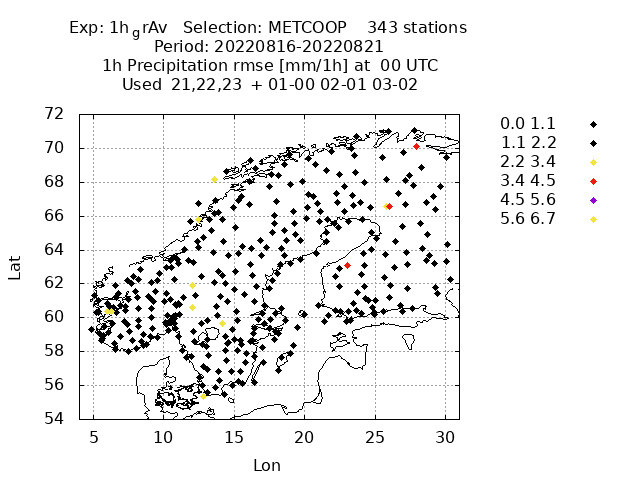 Exp: 1h grAv Selection: METCOOP 343 stations
Period: 20220816-20220821
1h Precipitation rmse [mm/1h] at 00 UTC
Used 21,22,23 + 01-00 02-01 03-02
72
70
68
66
64
62
60
58
56
54
Lat
5 10 15 20 25 30
Lon
0.0 1.1
1.1 2.2
2.2 3.4
3.4 4.5
4.5 5.6
5.6 6.7